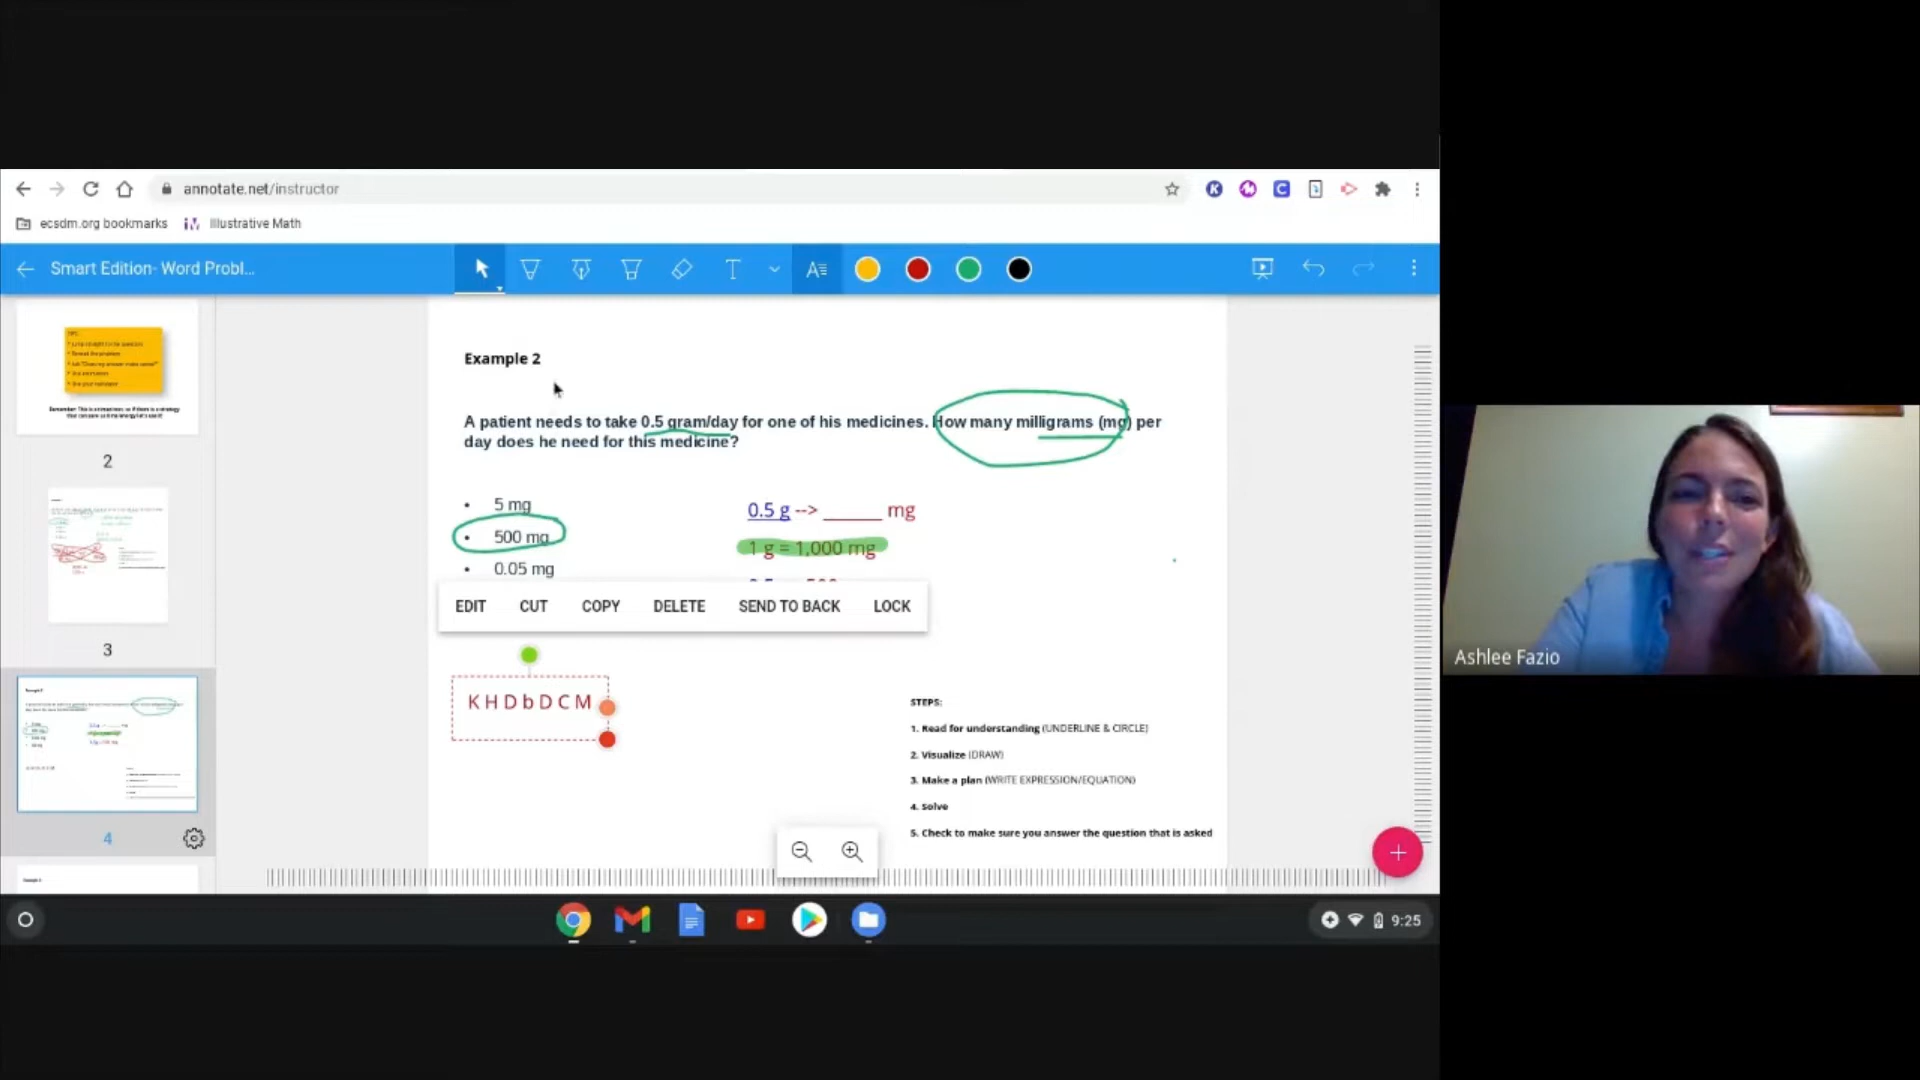 annotate.net/instructor
ecsdm.org bookmarks Illustrative Math
Smart Edition- Word Probl...
2
3
4
Example 2
A patient needs to take 0.5 gram/day for one of his medicines. How many milligrams (mg) per
day does he need for this medicine?
• 5 mg
• 500 mg
• 0.05 mg
0.5 g --> ______ mg
1 g = 1,000 mg
EDIT CUT COPY DELETE SEND TO BACK LOCK
K H D b D C M
STEPS:
1. Read for understanding (UNDERLINE & CIRCLE)
2. Visualize (DRAW)
3. Make a plan (WRITE EXPRESSION/EQUATION)
4. Solve
5. Check to make sure you answer the question that is asked
9:25
Ashlee Fazio